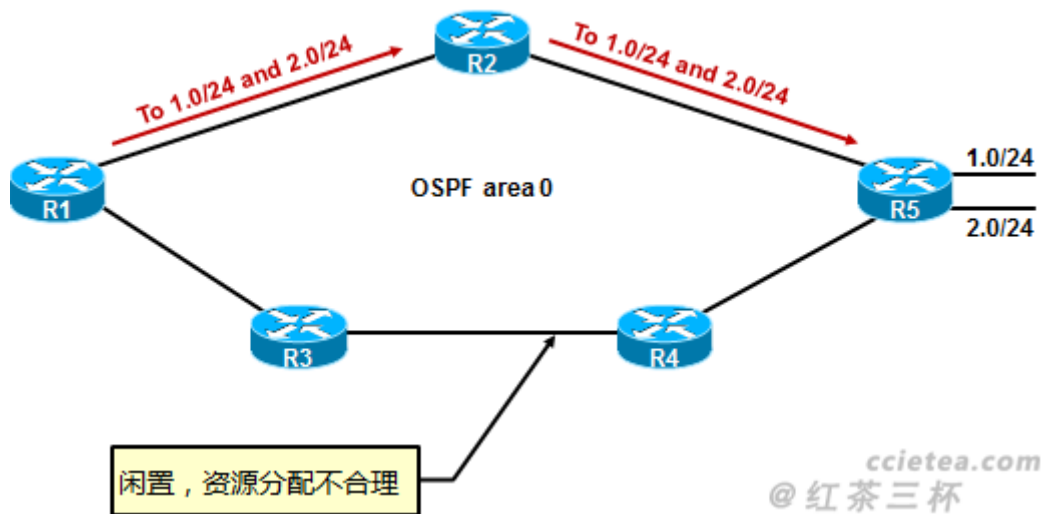 To 1.0/24 and 2.0/24
R2
To 1.0/24 and 2.0/24
1.0/24
R1
OSPF area 0
R5
2.0/24
R3
R4
闲置，资源分配不合理
ccietea.com
@红茶三杯